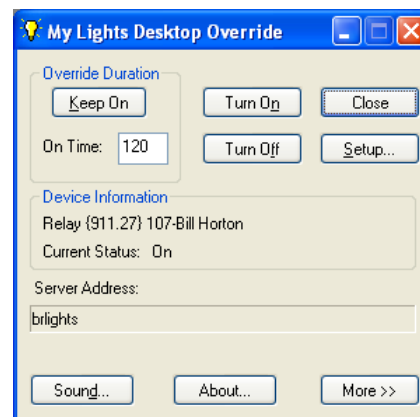 My Lights Desktop Override
Override Duration
Keep On
Turn On
Close
On Time: 120
Turn Off
Setup...
Device Information
Relay {911.27} 107-Bill Horton
Current Status: On
Server Address:
brlights
Sound...
About...
More >>